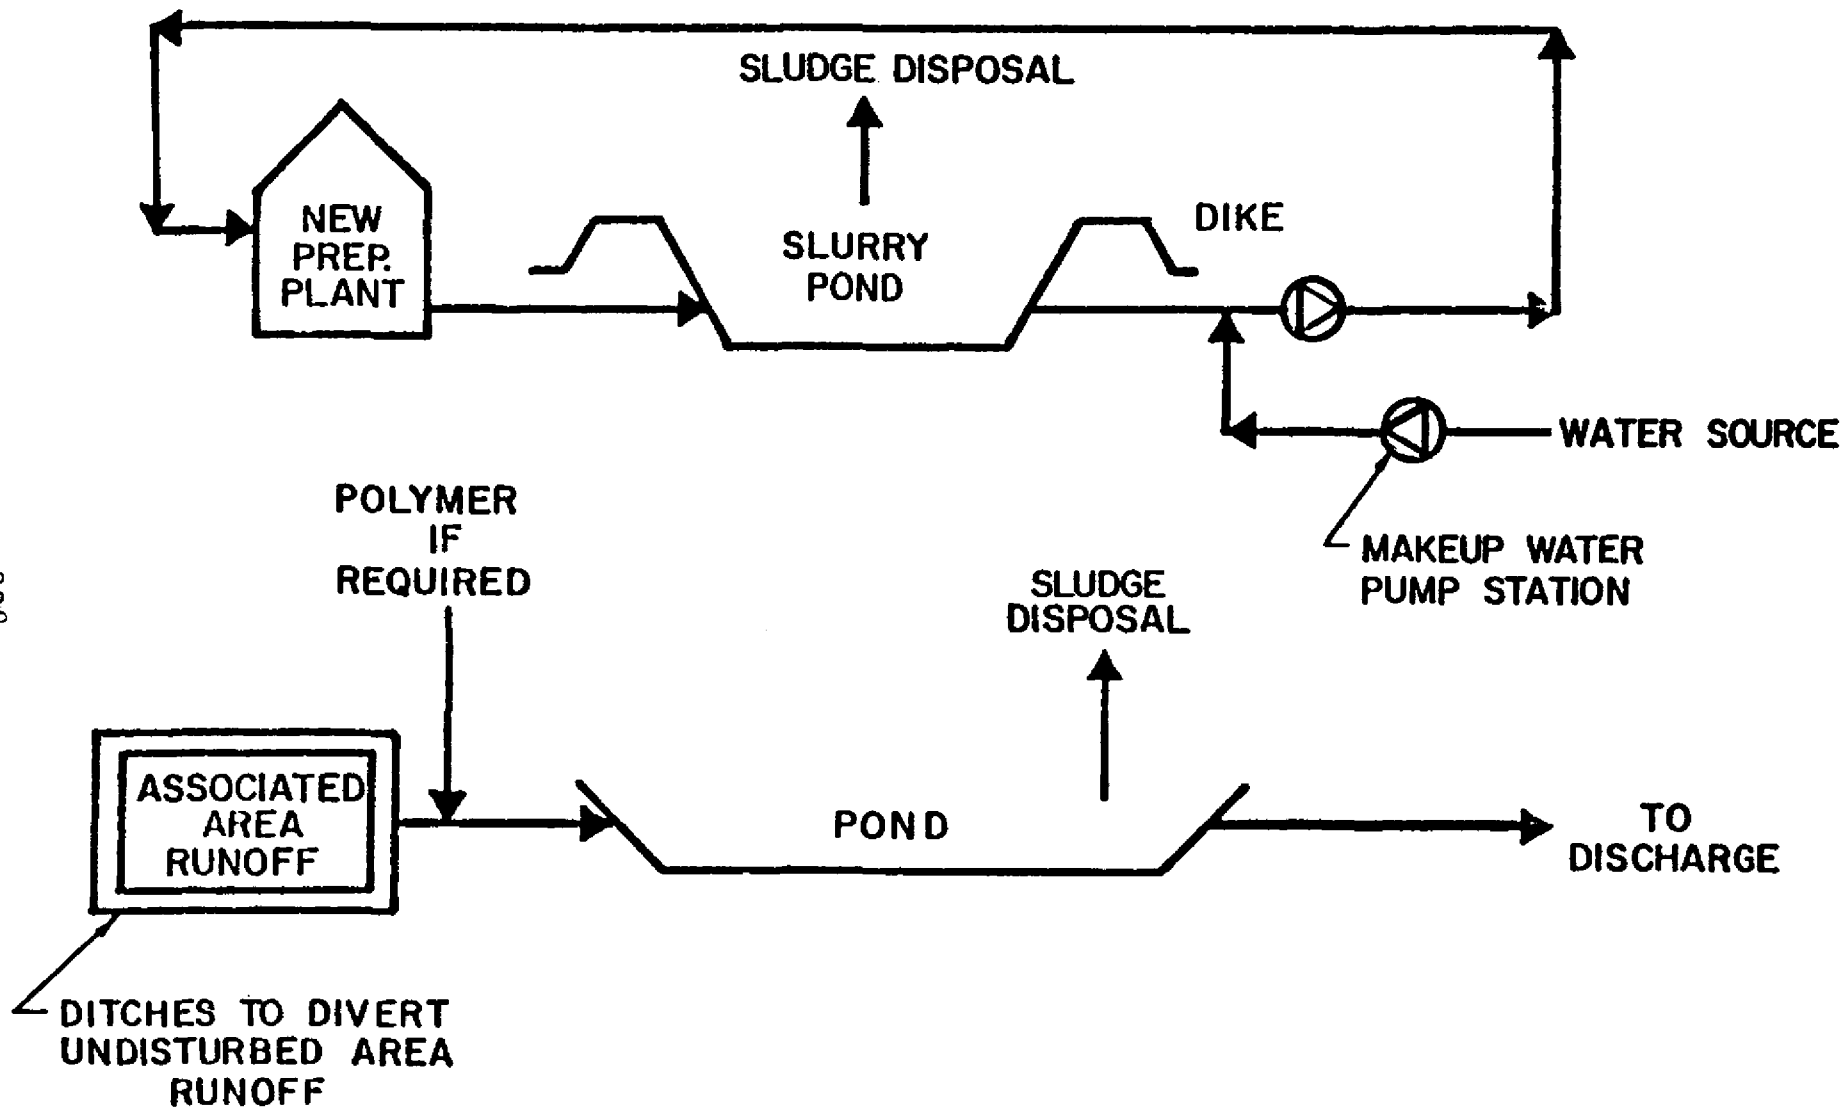 SLUDGE DISPOSAL
NEW
PREP.
PLANT
SLURRY
POND
DIKE
WATER SOURCE
MAKEUP WATER
PUMP STATION
POLYMER
IF
REQUIRED
SLUDGE
DISPOSAL
ASSOCIATED
AREA
RUNOFF
POND
TO
DISCHARGE
DITCHES TO DIVERT
UNDISTURBED AREA
RUNOFF